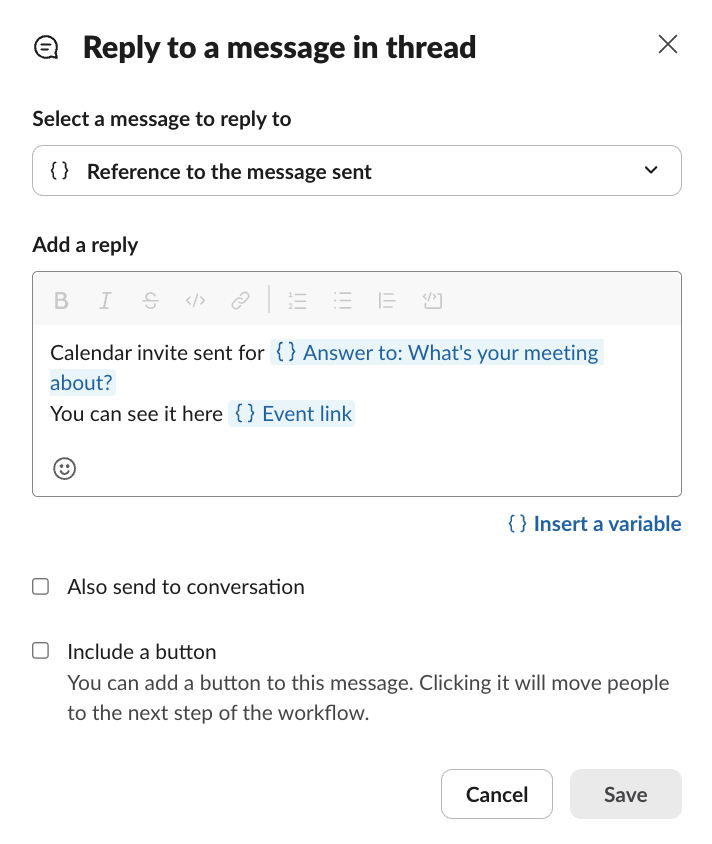 Reply to a message in thread
Select a message to reply to
{} Reference to the message sent
Add a reply
B I S </>
Calendar invite sent for {} Answer to: What's your meeting
about?
You can see it here {} Event link
{} Insert a variable
Also send to conversation
Include a button
You can add a button to this message. Clicking it will move people
to the next step of the workflow.
Cancel Save